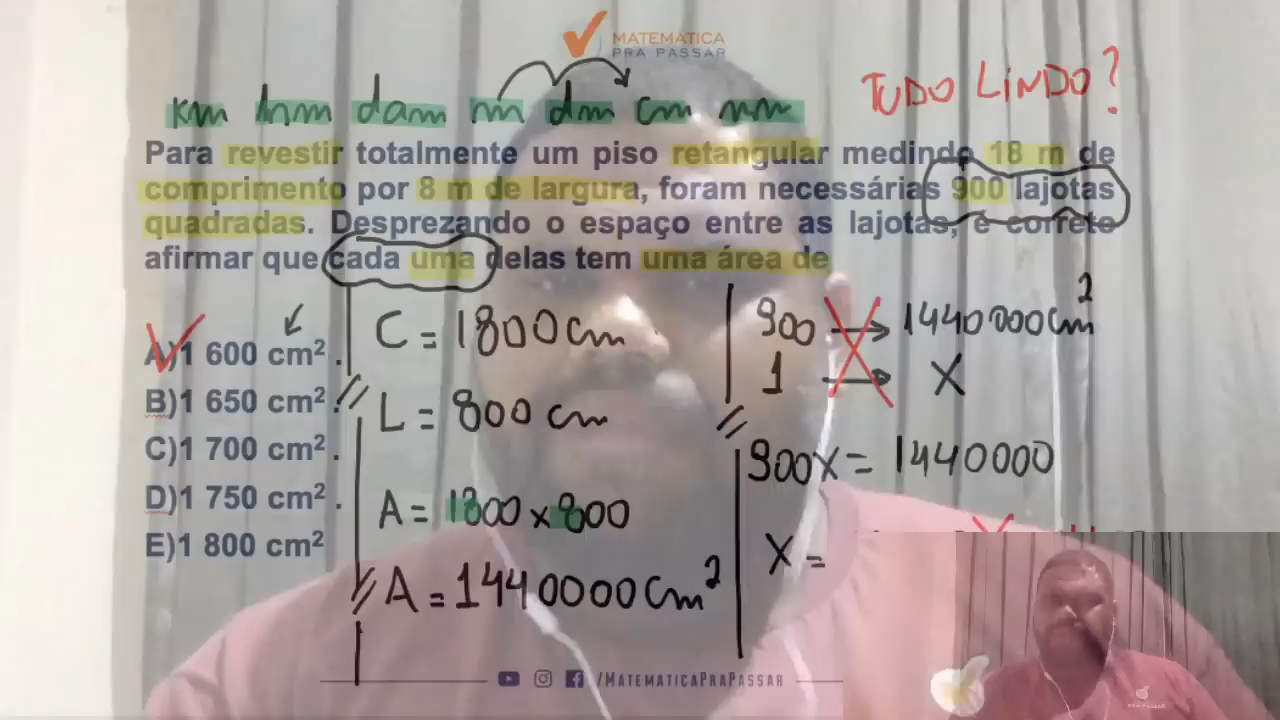 MATEMÁTICA
PRA PASSAR
TUDO LINDO?
km hm dam m dm cm mm
Para revestir totalmente um piso retangular medindo 18 m de
comprimento por 8 m de largura, foram necessárias 900 lajotas
quadradas. Desprezando o espaço entre as lajotas, é correto
afirmar que cada uma delas tem uma área de
A)1 600 cm².
B)1 650 cm².
C)1 700 cm².
D)1 750 cm².
E)1 800 cm²
C = 1800 cm
L = 800 cm
A = 1800 x 800
A = 1440000 cm²
900 → 1440000 cm²
1 → X
900X = 1440000
X =
/MATEMATICAPRAPASSAR